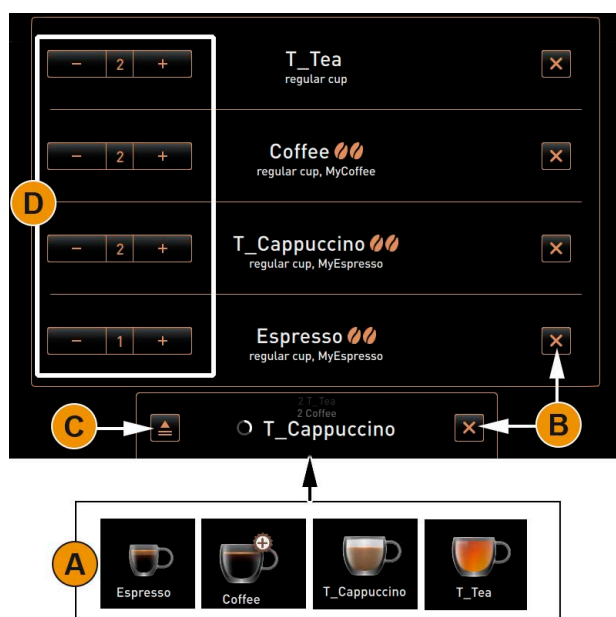 − 2 +
T_Tea
regular cup
− 2 +
Coffee
regular cup, MyCoffee
D
− 2 +
T_Cappuccino
regular cup, MyEspresso
− 1 +
Espresso
regular cup, MyEspresso
2 T_Tea
2 Coffee
C
T_Cappuccino
B
A
Espresso
Coffee
T_Cappuccino
T_Tea